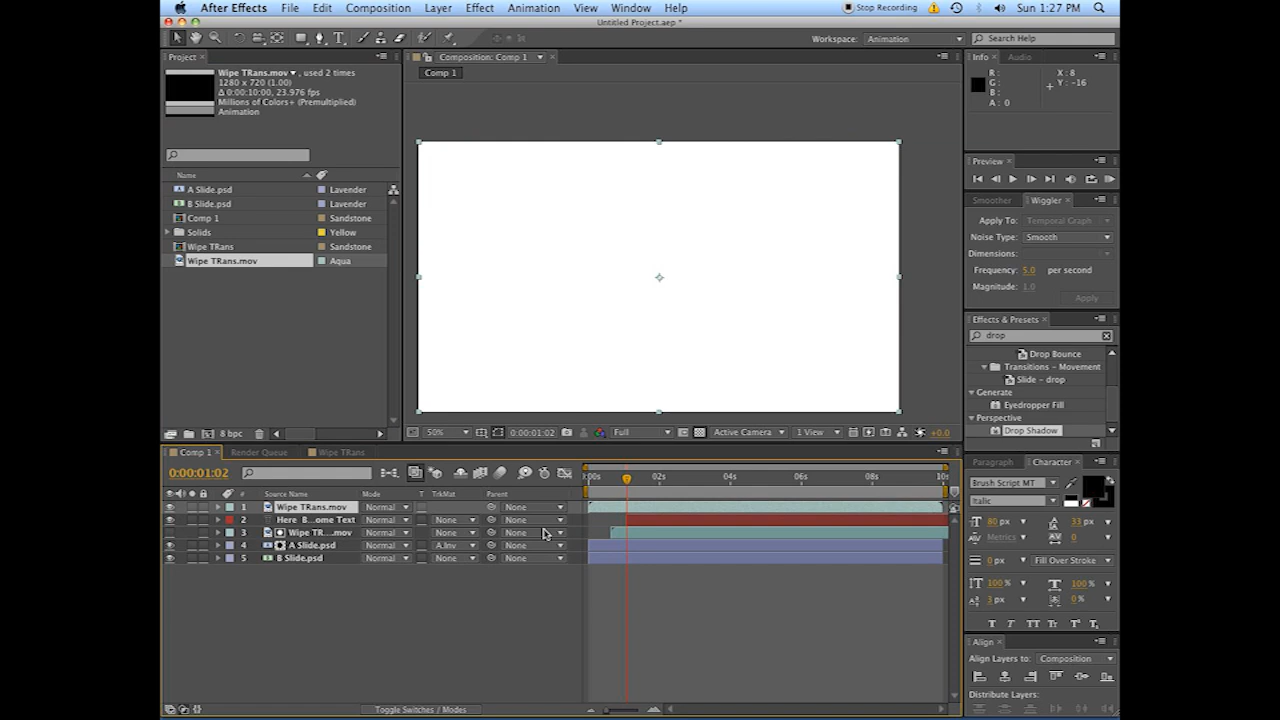 After Effects File Edit Composition Layer Effect Animation View Window Help Stop Recording Sun 1:27 PM
Untitled Project.aep *
Workspace: Animation Search Help
Project
Wipe TRans.mov, used 2 times
1280 x 720 (1.00)
Δ 0:00:10:00, 23.976 fps
Millions of Colors+ (Premultiplied)
Animation
Name
A Slide.psd Lavender
B Slide.psd Lavender
Comp 1 Sandstone
Solids Yellow
Wipe TRans Sandstone
Wipe TRans.mov Aqua
8 bpc
Composition: Comp 1
Comp 1
50% 0:00:01:02 Full Active Camera 1 View +0.0
Info Audio
R: X: 8
G: Y: -16
B:
A: 0
Preview
Smoother Wiggler
Apply To: Temporal Graph
Noise Type: Smooth
Dimensions:
Frequency: 5.0 per second
Magnitude: 1.0
Apply
Effects & Presets
drop
Drop Bounce
Transitions - Movement
Slide - drop
Generate
Eyedropper Fill
Perspective
Drop Shadow
Paragraph Character
Brush Script MT
Italic
80 px 33 px
Metrics 0
0 px Fill Over Stroke
100% 100%
3 px 0%
T T TT Tr T T
Align
Align Layers to: Composition
Distribute Layers:
Comp 1 Render Queue Wipe TRans
0:00:01:02
:00s 02s 04s 06s 08s 10s
# Source Name Mode T TrkMat Parent
1 Wipe TRans.mov Normal None
2 Here B...ome Text Normal None None
3 Wipe TR....mov Normal None None
4 A Slide.psd Normal A.Inv None
5 B Slide.psd Normal None None
Toggle Switches / Modes